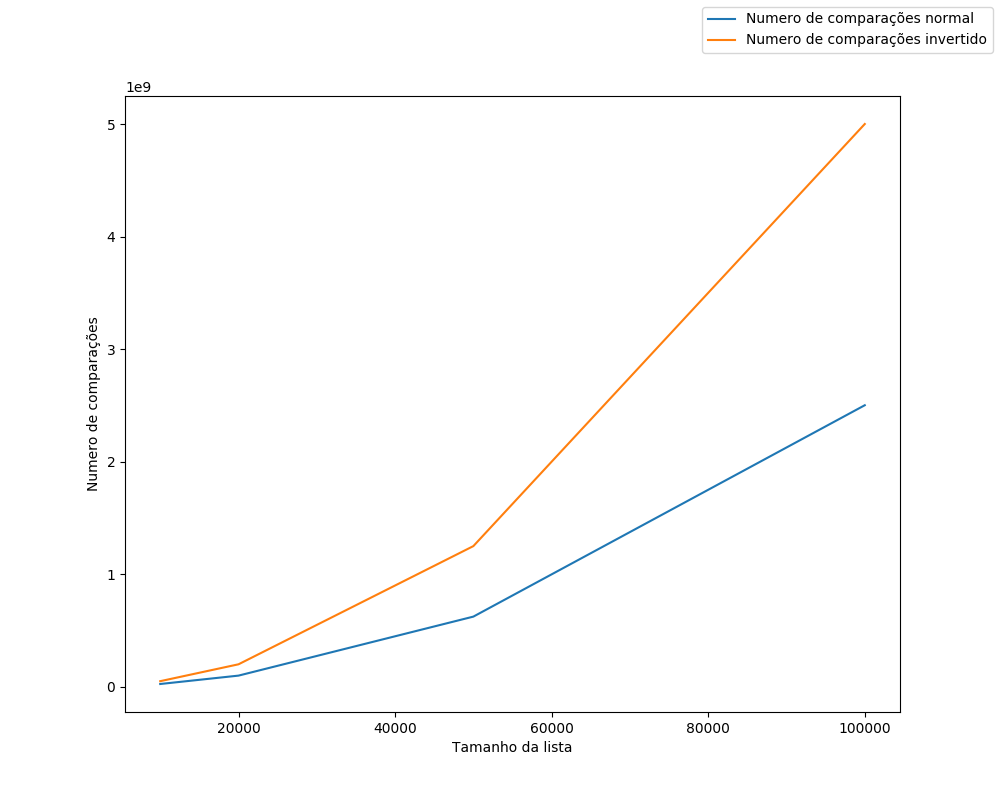 Numero de comparações normal
Numero de comparações invertido
1e9
5
4
3
2
1
0
Numero de comparações
20000 40000 60000 80000 100000
Tamanho da lista